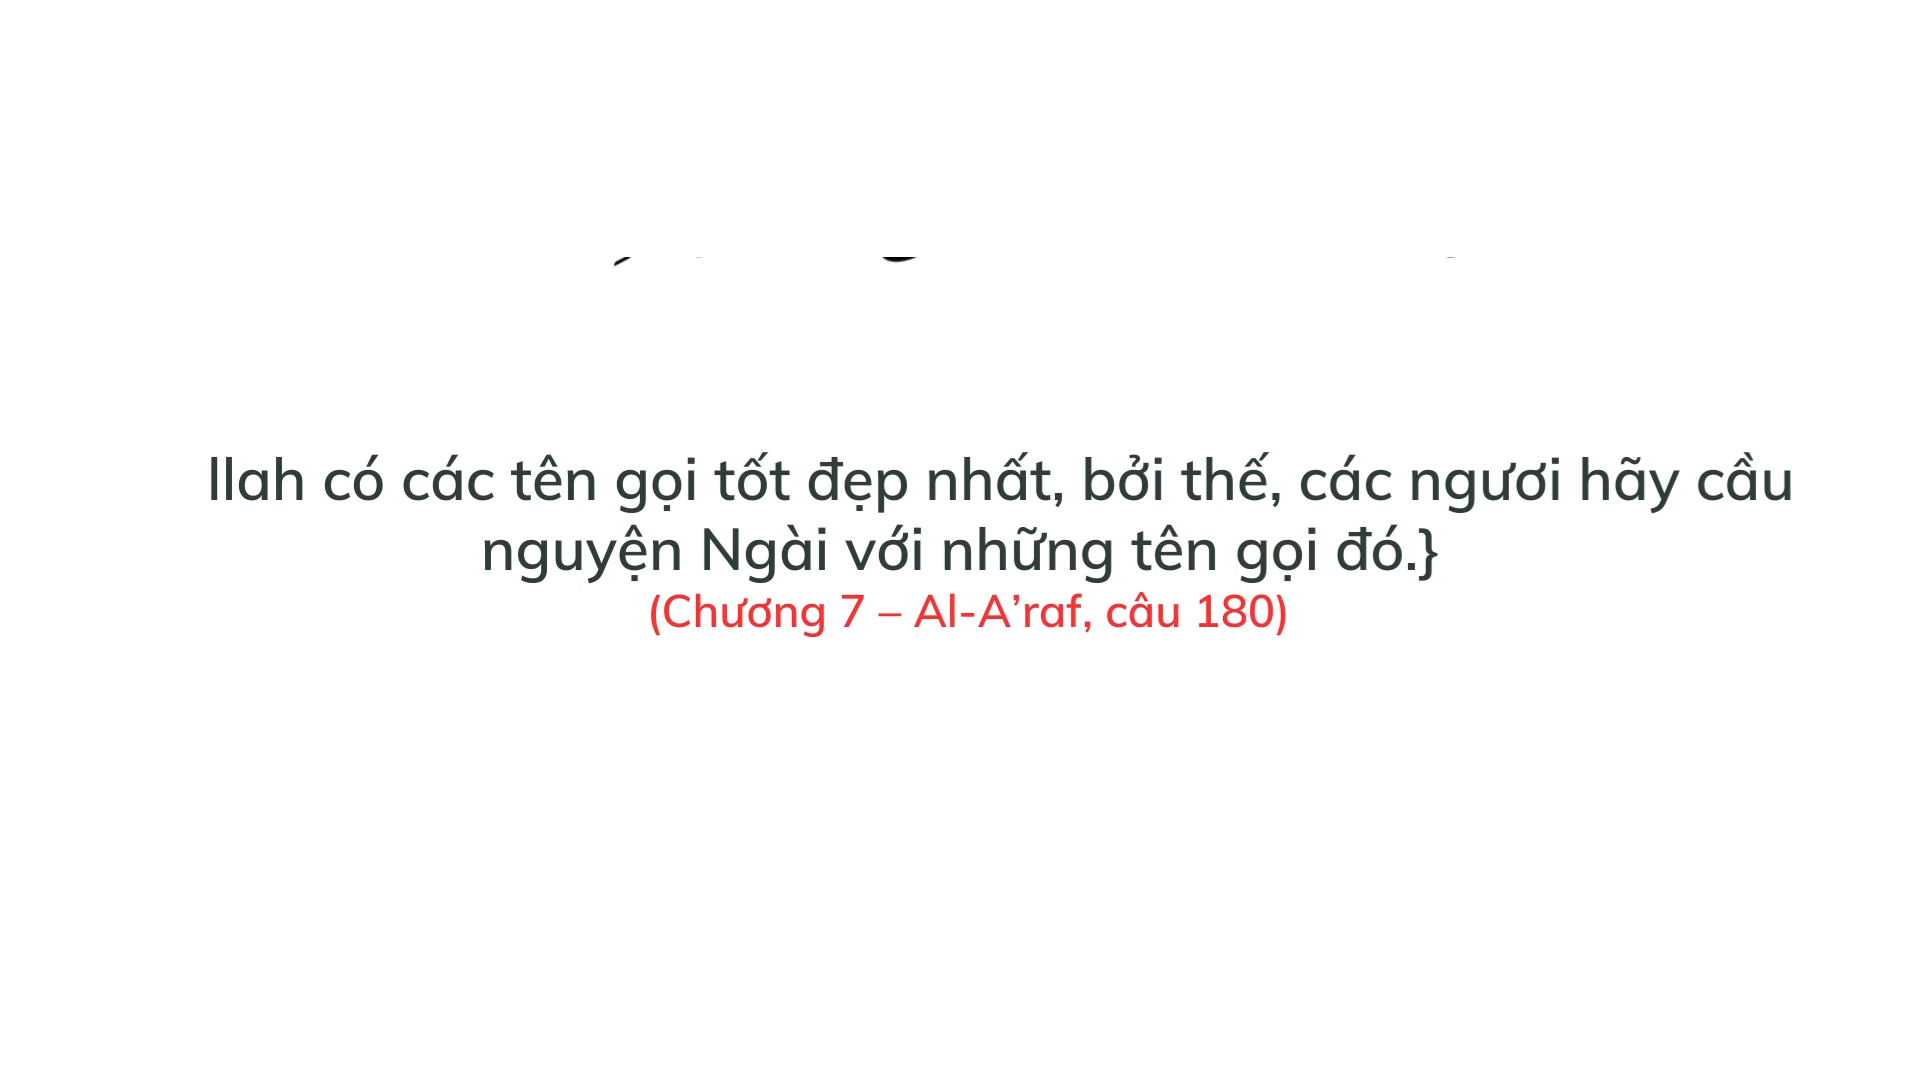 llah có các tên gọi tốt đẹp nhất, bởi thế, các ngươi hãy cầu
nguyện Ngài với những tên gọi đó.}
(Chương 7 – Al-A’raf, câu 180)